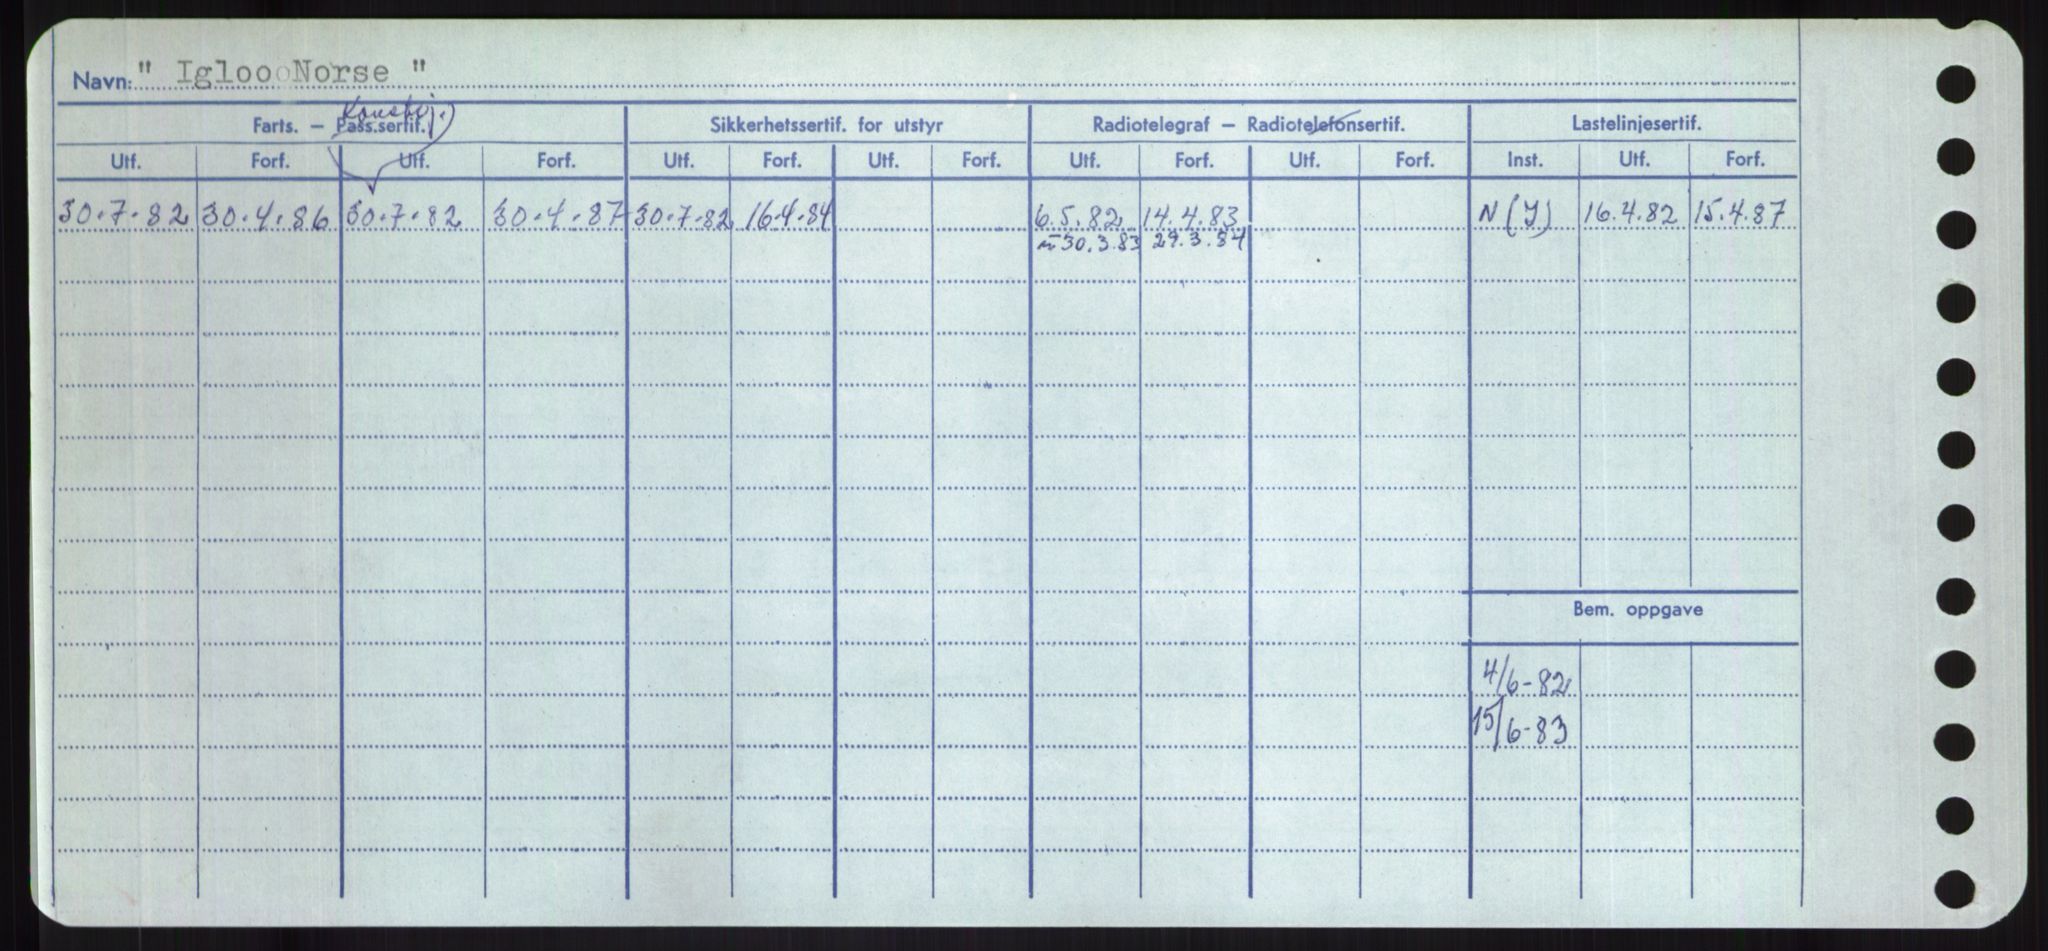 Navn: " Iglooo Norse "
Farts. – Pass.sertif. Sikkerhetssertif. for utstyr Radiotelegraf – Radiotelefonsertif. Lastelinjesertif.
Utf. Forf. Utf. Forf. Utf. Forf. Utf. Forf. Utf. Forf. Utf. Forf. Inst. Utf. Forf.
30.7.82 30.4.86 30.7.82 30.4.87 30.7.82 16.4.84 6.5.82 14.4.83 N (Y) 16.4.82 15.4.87
30.3.83 29.3.84
Bem. oppgave
4/6-82
15/6-83